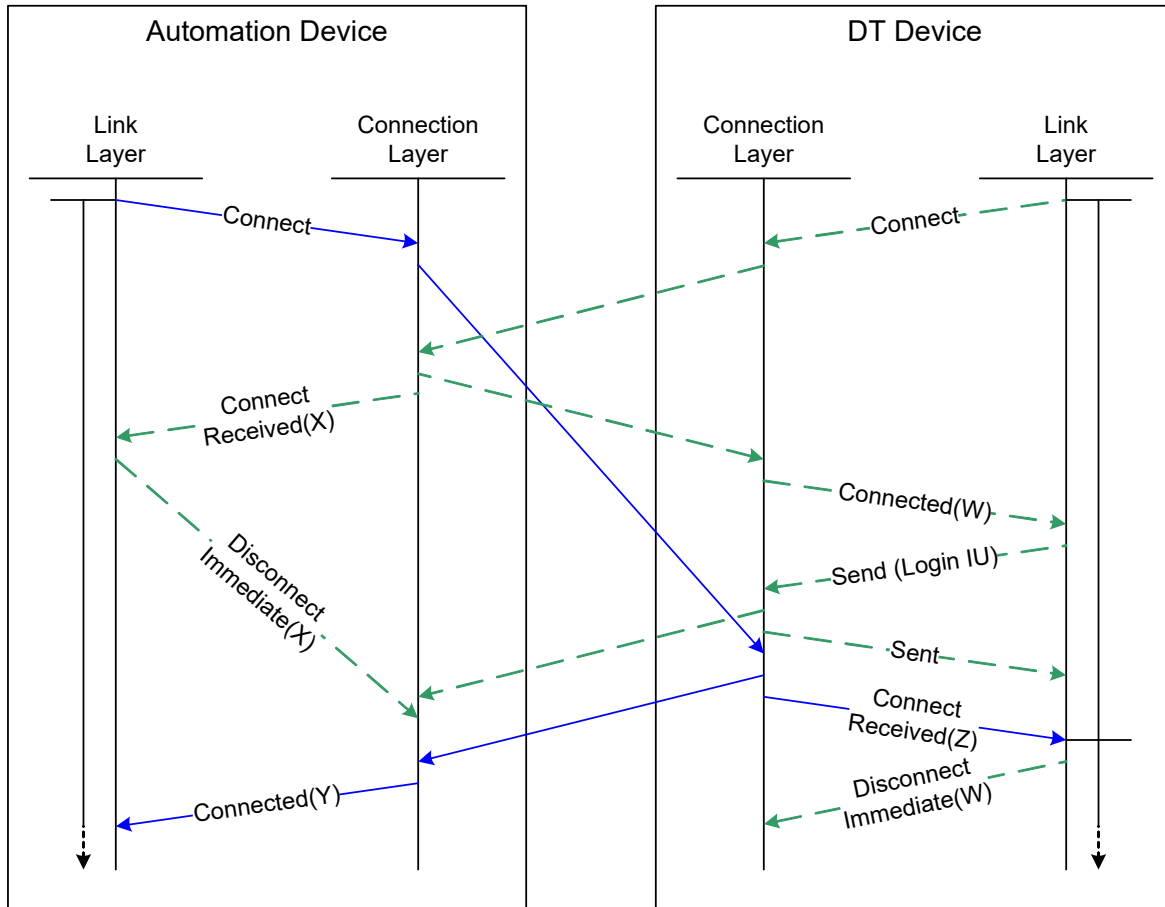 Automation Device
DT Device
Link
Layer
Connection
Layer
Connection
Layer
Link
Layer
Connect
Connect
Connect
Received(X)
Connected(W)
Disconnect
Immediate(X)
Send (Login IU)
Sent
Connect
Received(Z)
Connected(Y)
Disconnect
Immediate(W)